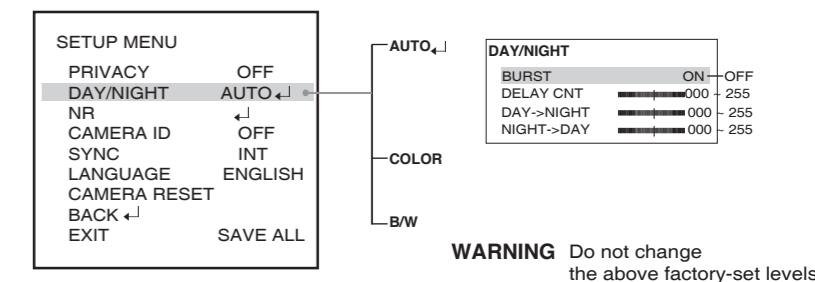 SETUP MENU
PRIVACY OFF
DAY/NIGHT AUTO↵
NR ↵
CAMERA ID OFF
SYNC INT
LANGUAGE ENGLISH
CAMERA RESET
BACK ↵
EXIT SAVE ALL
AUTO↵
COLOR
B/W
DAY/NIGHT
BURST ON OFF
DELAY CNT 000 ~ 255
DAY->NIGHT 000 ~ 255
NIGHT->DAY 000 ~ 255
WARNING Do not change
the above factory-set levels